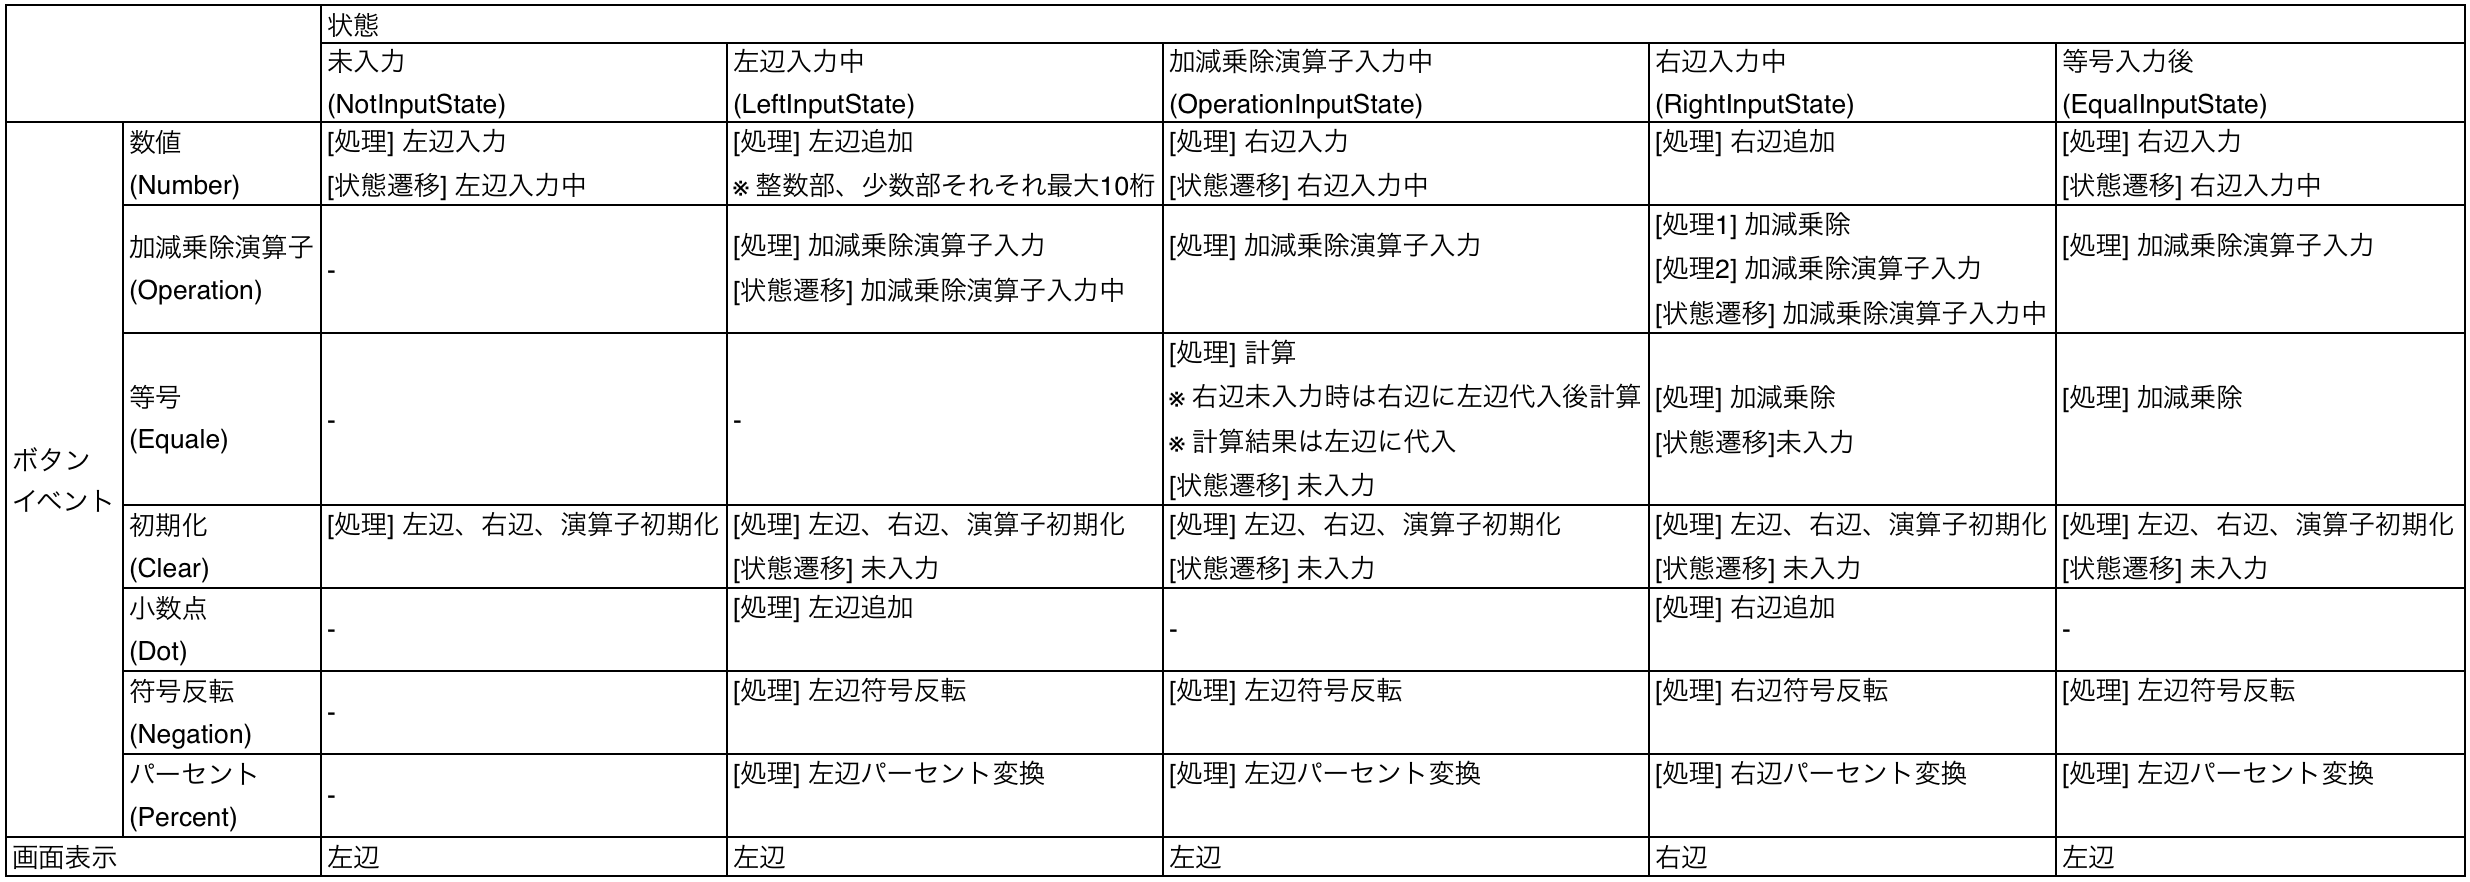 状態
未入力
(NotInputState)
左辺入力中
(LeftInputState)
加減乗除演算子入力中
(OperationInputState)
右辺入力中
(RightInputState)
等号入力後
(EqualInputState)
ボタン
イベント
数値
(Number)
[処理] 左辺入力
[状態遷移] 左辺入力中
[処理] 左辺追加
※ 整数部、少数部それそれ最大10桁
[処理] 右辺入力
[状態遷移] 右辺入力中
[処理] 右辺追加
[処理] 右辺入力
[状態遷移] 右辺入力中
加減乗除演算子
(Operation)
-
[処理] 加減乗除演算子入力
[状態遷移] 加減乗除演算子入力中
[処理] 加減乗除演算子入力
[処理1] 加減乗除
[処理2] 加減乗除演算子入力
[状態遷移] 加減乗除演算子入力中
[処理] 加減乗除演算子入力
等号
(Equale)
-
-
[処理] 計算
※ 右辺未入力時は右辺に左辺代入後計算
※ 計算結果は左辺に代入
[状態遷移] 未入力
[処理] 加減乗除
[状態遷移]未入力
[処理] 加減乗除
初期化
(Clear)
[処理] 左辺、右辺、演算子初期化
[処理] 左辺、右辺、演算子初期化
[状態遷移] 未入力
[処理] 左辺、右辺、演算子初期化
[状態遷移] 未入力
[処理] 左辺、右辺、演算子初期化
[状態遷移] 未入力
[処理] 左辺、右辺、演算子初期化
[状態遷移] 未入力
小数点
(Dot)
-
[処理] 左辺追加
-
[処理] 右辺追加
-
符号反転
(Negation)
-
[処理] 左辺符号反転
[処理] 左辺符号反転
[処理] 右辺符号反転
[処理] 左辺符号反転
パーセント
(Percent)
-
[処理] 左辺パーセント変換
[処理] 左辺パーセント変換
[処理] 右辺パーセント変換
[処理] 左辺パーセント変換
画面表示
左辺
左辺
左辺
右辺
左辺